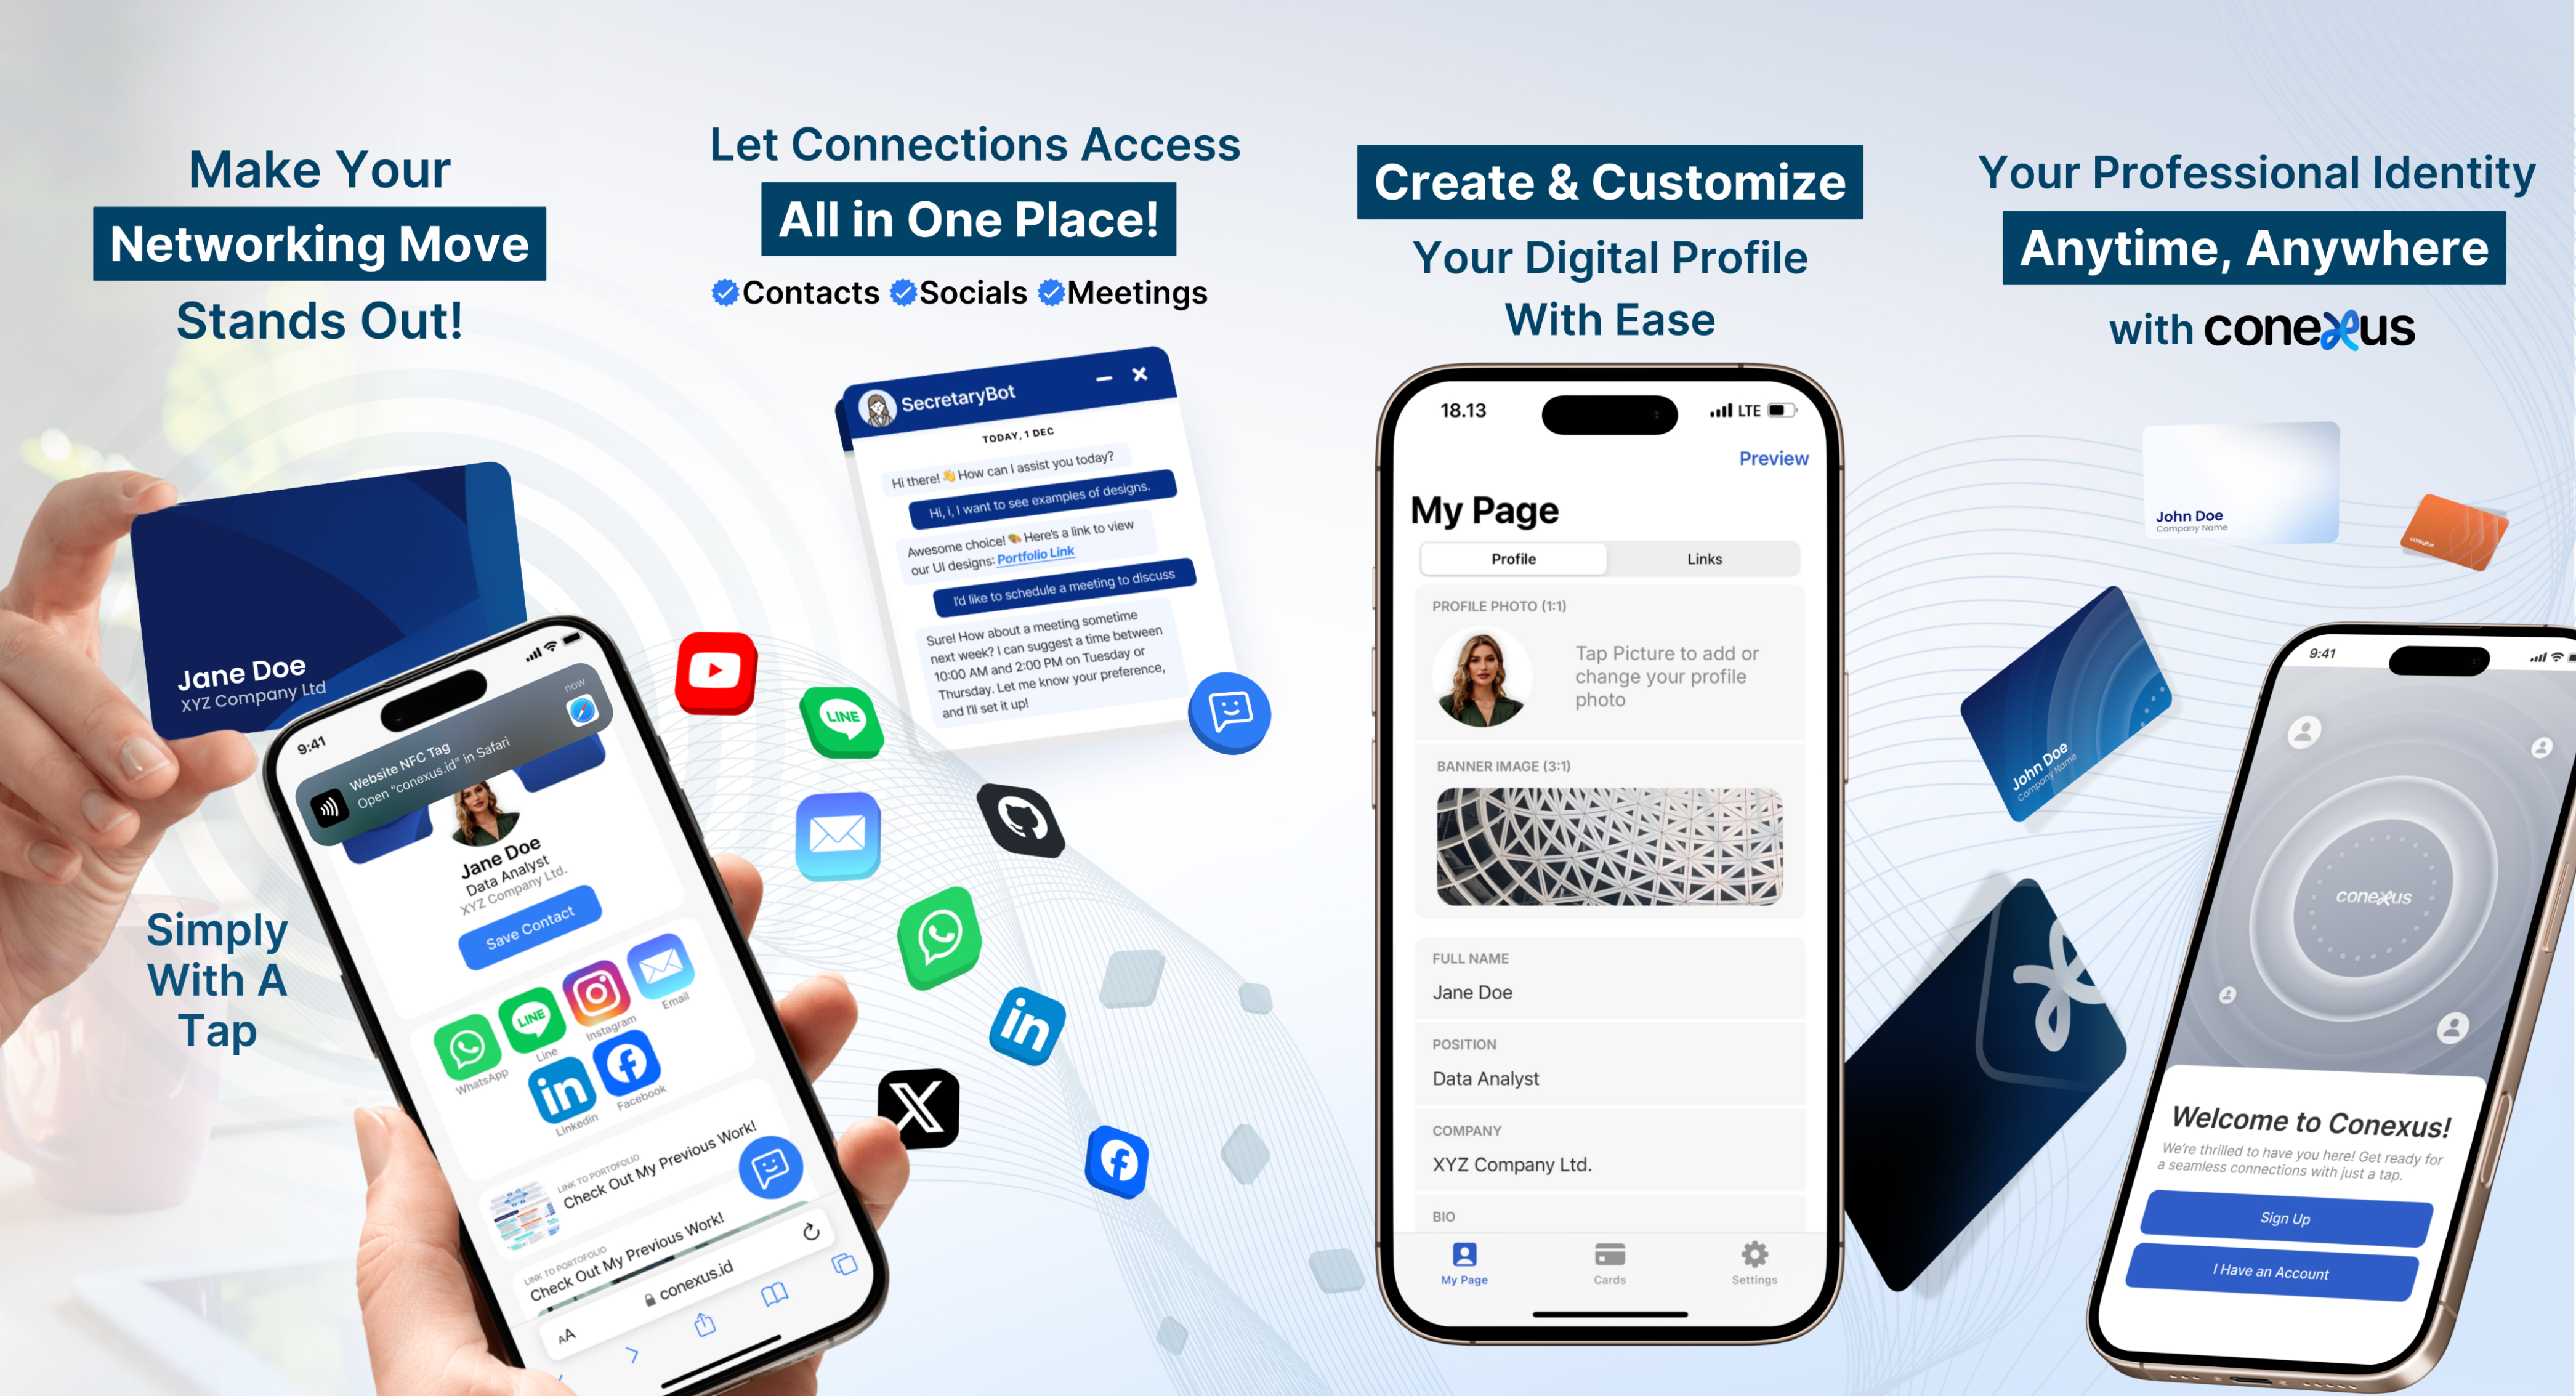 Make Your
Networking Move
Stands Out!
Jane Doe
XYZ Company Ltd
9:41
now
Website NFC Tag
Open "conexus.id" in Safari
Jane Doe
Data Analyst
XYZ Company Ltd.
Save Contact
WhatsApp
LINE
Line
Instagram
Email
in
Linkedin
Facebook
LINK TO PORTOFOLIO
Check Out My Previous Work!
LINK TO PORTOFOLIO
Check Out My Previous Work!
AA
conexus.id
Simply
With A
Tap
Let Connections Access
All in One Place!
Contacts Socials Meetings
SecretaryBot
TODAY, 1 DEC
Hi there! 👋 How can I assist you today?
Hi, i, I want to see examples of designs.
Awesome choice! 🎨 Here's a link to view
our UI designs: Portfolio Link
I'd like to schedule a meeting to discuss
Sure! How about a meeting sometime
next week? I can suggest a time between
10:00 AM and 2:00 PM on Tuesday or
Thursday. Let me know your preference,
and I'll set it up!
LINE
in
X
Create & Customize
Your Digital Profile
With Ease
18.13
LTE
Preview
My Page
Profile
Links
PROFILE PHOTO (1:1)
Tap Picture to add or
change your profile
photo
BANNER IMAGE (3:1)
FULL NAME
Jane Doe
POSITION
Data Analyst
COMPANY
XYZ Company Ltd.
BIO
My Page
Cards
Settings
Your Professional Identity
Anytime, Anywhere
with conexus
John Doe
Company Name
conexus
John Doe
Company Name
9:41
conexus
Welcome to Conexus!
We're thrilled to have you here! Get ready for
a seamless connections with just a tap.
Sign Up
I Have an Account